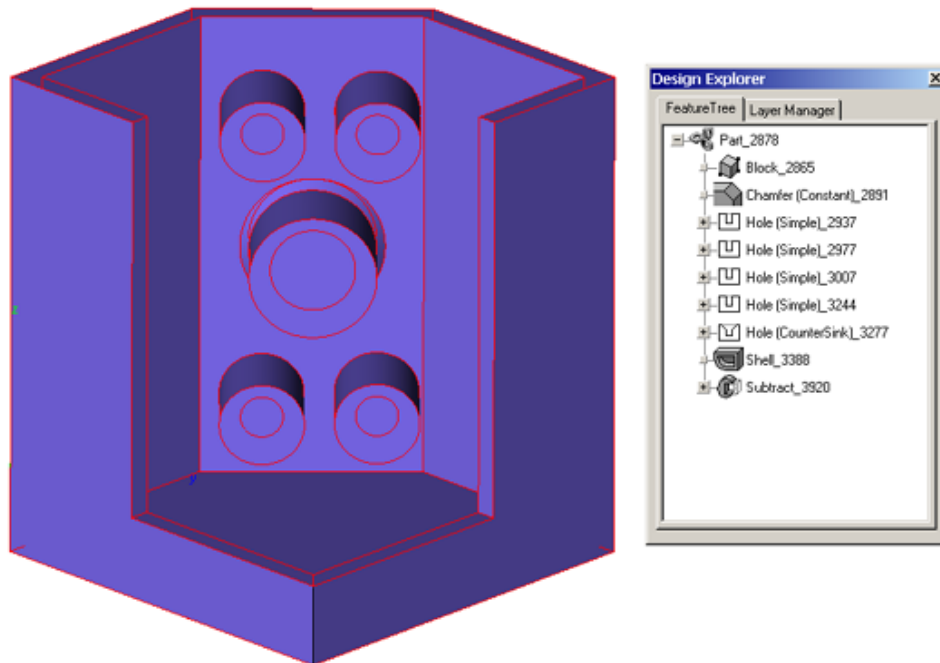 Design Explorer
FeatureTree
Layer Manager
Part_2878
Block_2865
Chamfer (Constant)_2891
Hole (Simple)_2937
Hole (Simple)_2977
Hole (Simple)_3007
Hole (Simple)_3244
Hole (CounterSink)_3277
Shell_3388
Subtract_3920
z
y